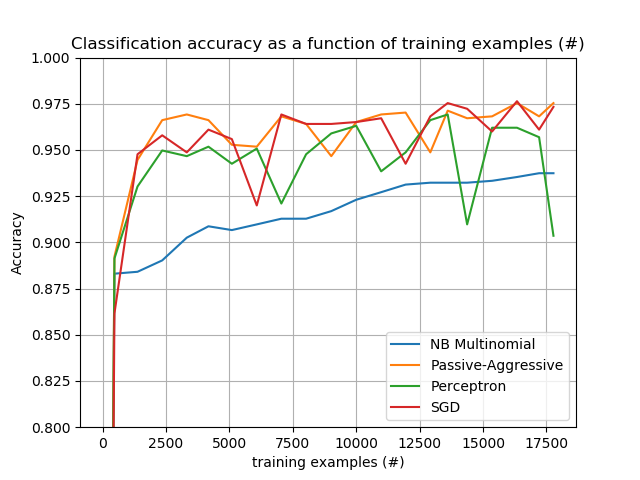 Classification accuracy as a function of training examples (#)
1.000
0.975
0.950
0.925
0.900
0.875
0.850
0.825
0.800
Accuracy
NB Multinomial
Passive-Aggressive
Perceptron
SGD
0 2500 5000 7500 10000 12500 15000 17500
training examples (#)